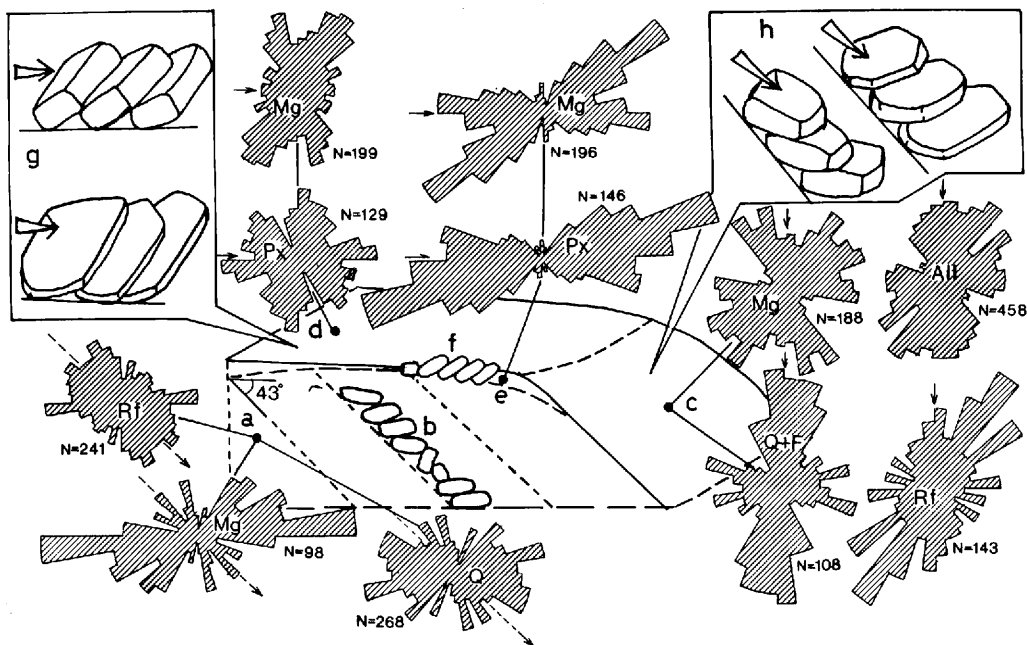 g
Mg
N=199
Mg
N=196
h
Px
N=129
Px
N=146
Mg
N=188
All
N=458
d
f
e
43°
a
b
c
Rf
N=241
Mg
N=98
Q
N=268
Q+F
N=108
Rf
N=143